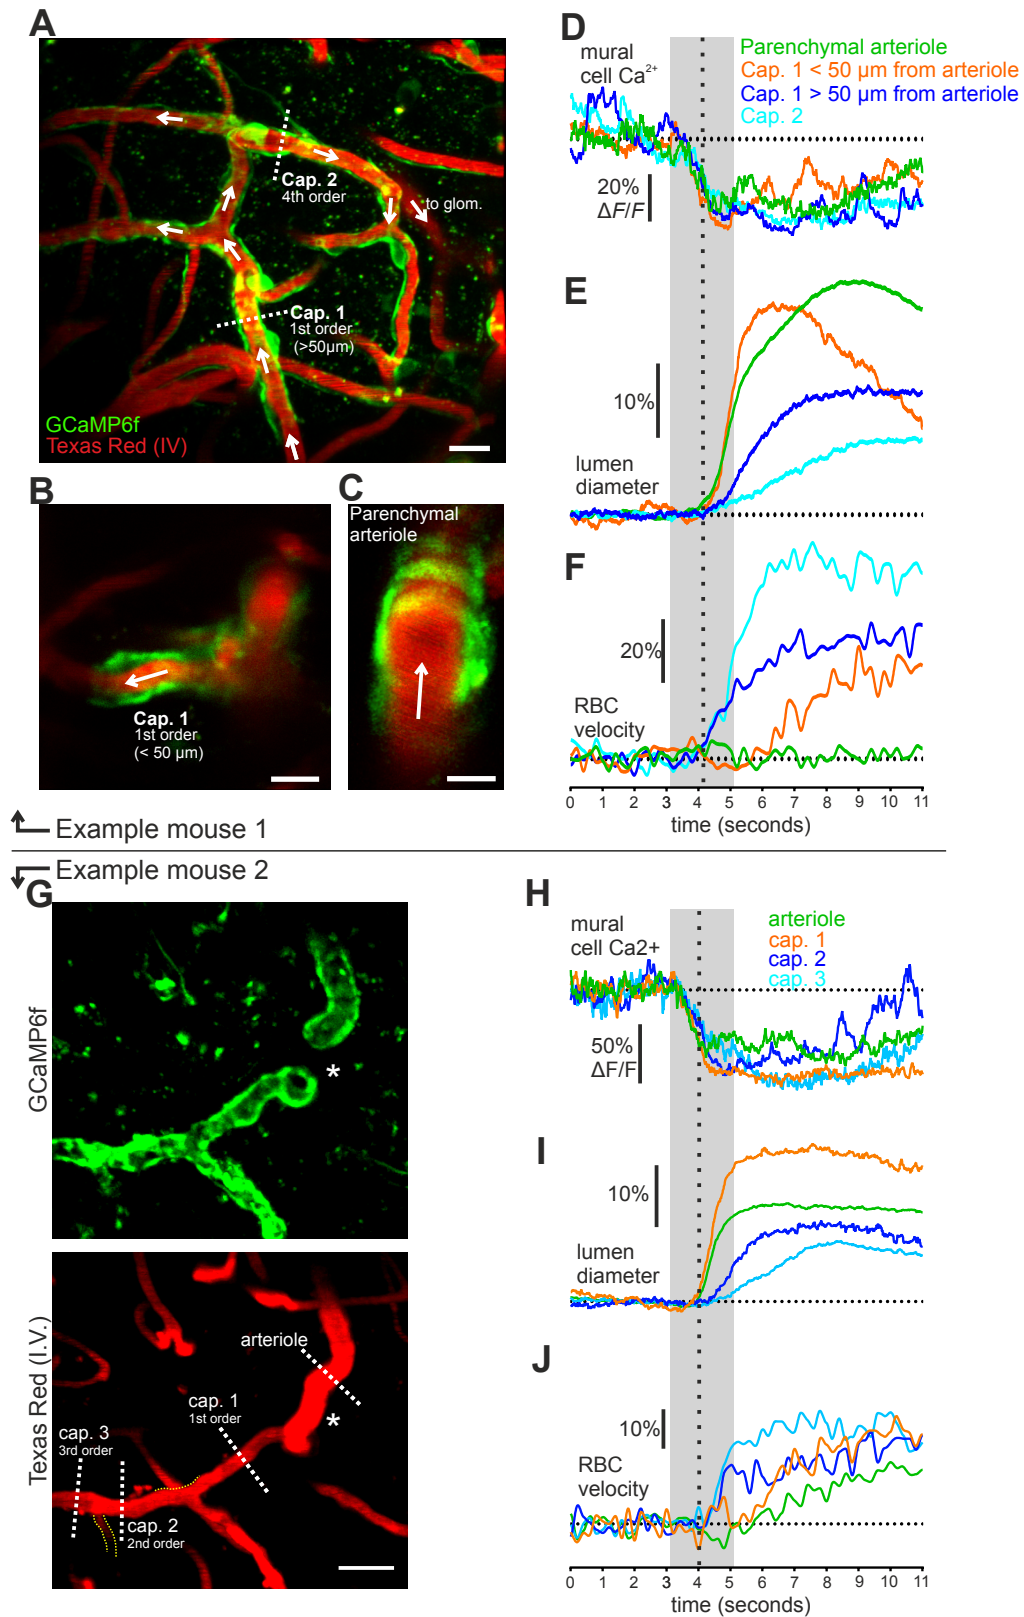 A
Cap. 2
4th order
to glom.
Cap. 1
1st order
(>50µm)
GCaMP6f
Texas Red (IV)
B
Cap. 1
1st order
(< 50 µm)
C
Parenchymal
arteriole
D
mural
cell Ca²⁺
Parenchymal arteriole
Cap. 1 < 50 µm from arteriole
Cap. 1 > 50 µm from arteriole
Cap. 2
20%
ΔF/F
E
10%
lumen
diameter
F
20%
RBC
velocity
0 1 2 3 4 5 6 7 8 9 10 11
time (seconds)
Example mouse 1
Example mouse 2
G
GCaMP6f
*
Texas Red (I.V.)
arteriole
*
cap. 1
1st order
cap. 3
3rd order
cap. 2
2nd order
H
mural
cell Ca2+
arteriole
cap. 1
cap. 2
cap. 3
50%
ΔF/F
I
10%
lumen
diameter
J
10%
RBC
velocity
0 1 2 3 4 5 6 7 8 9 10 11
time (seconds)